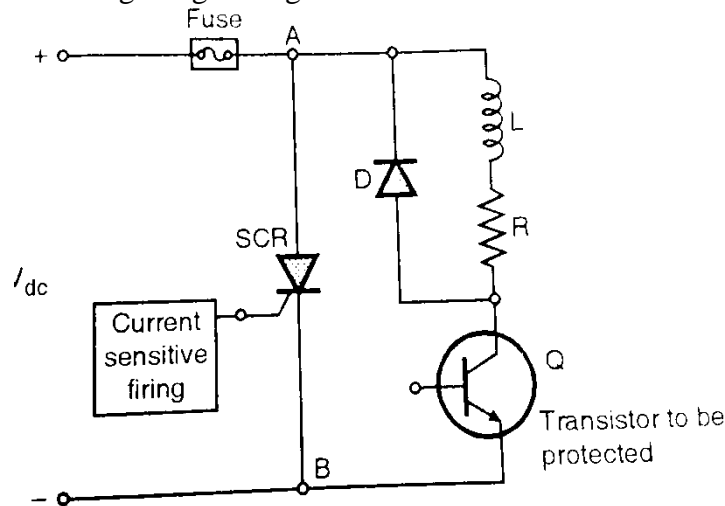 Fuse
A
+
L
D
R
SCR
dc
Current
sensitive
firing
Q
Transistor to be
protected
B
−